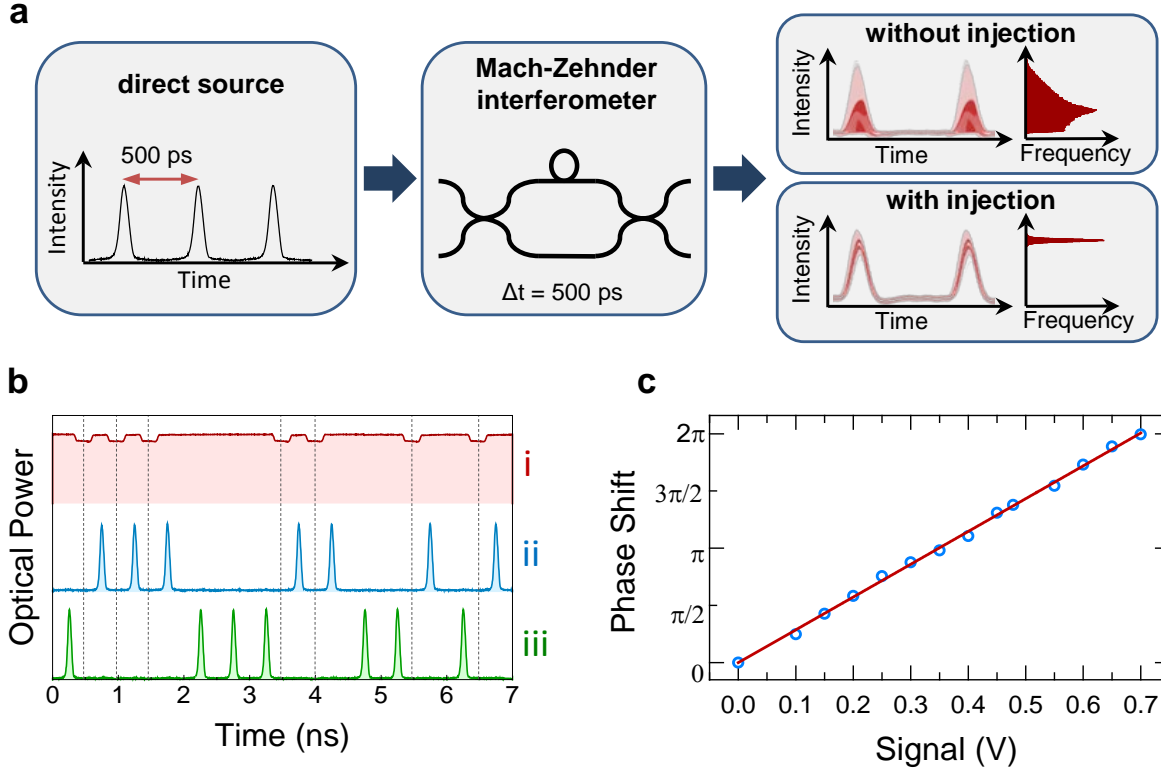 a
direct source
500 ps
Intensity
Time
Mach-Zehnder
interferometer
Δt = 500 ps
without injection
Intensity
Time
Frequency
with injection
Intensity
Time
Frequency
b
Optical Power
i
ii
iii
0 1 2 3 4 5 6 7
Time (ns)
c
Phase Shift
2π
3π/2
π
π/2
0
0.0 0.1 0.2 0.3 0.4 0.5 0.6 0.7
Signal (V)